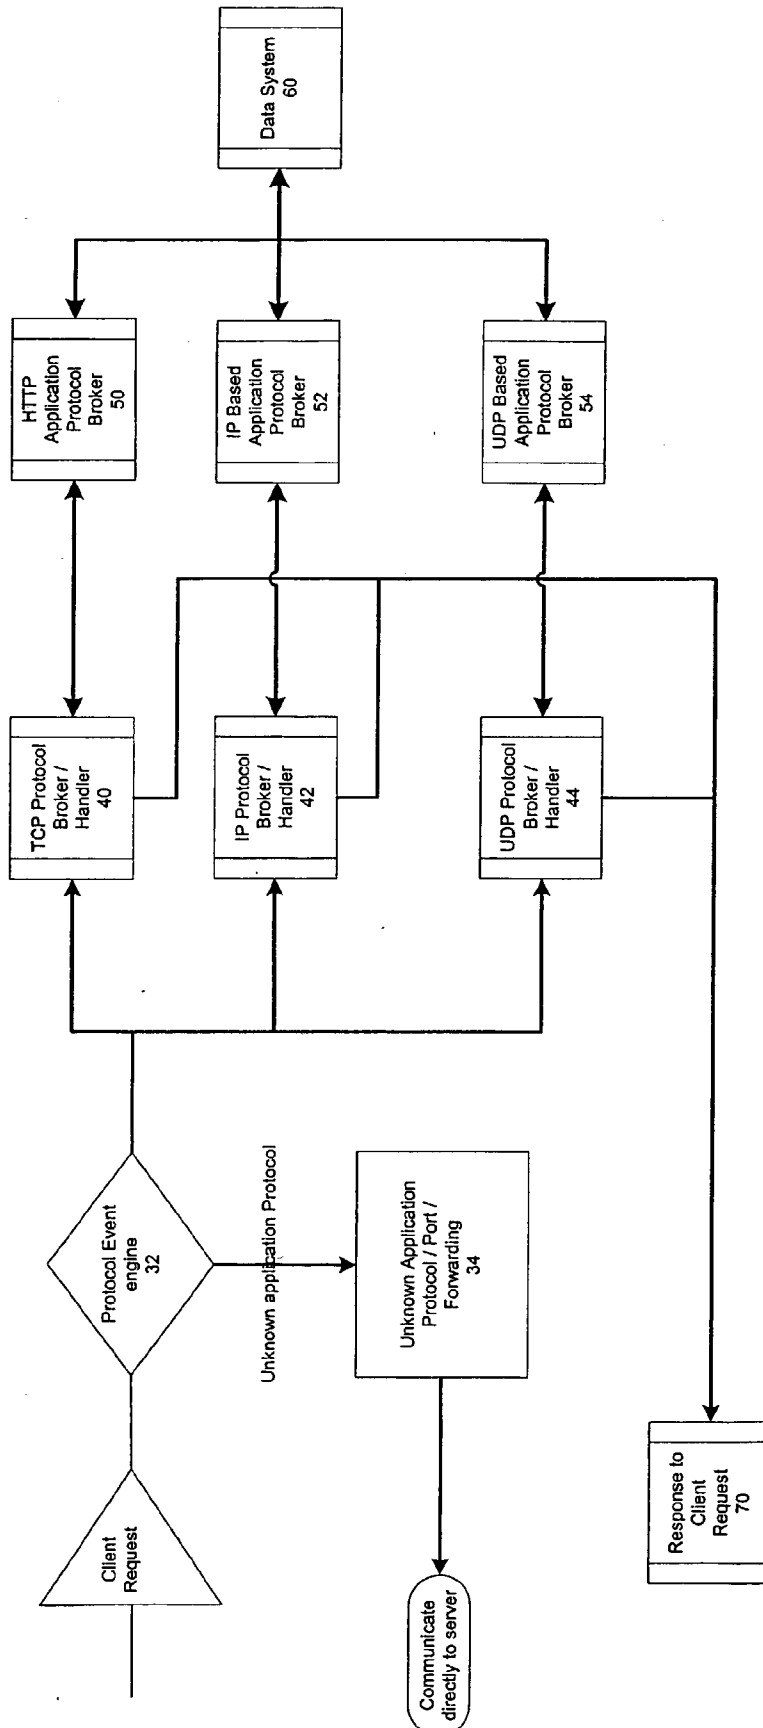 Client
Request
Protocol Event
engine
32
Unknown application Protocol
Unknown Application
Protocol / Port /
Forwarding
34
Communicate
directly to server
TCP Protocol
Broker /
Handler
40
IP Protocol
Broker /
Handler
42
UDP Protocol
Broker /
Handler
44
HTTP
Application
Protocol
Broker
50
IP Based
Application
Protocol
Broker
52
UDP Based
Application
Protocol
Broker
54
Data System
60
Response to
Client
Request
70